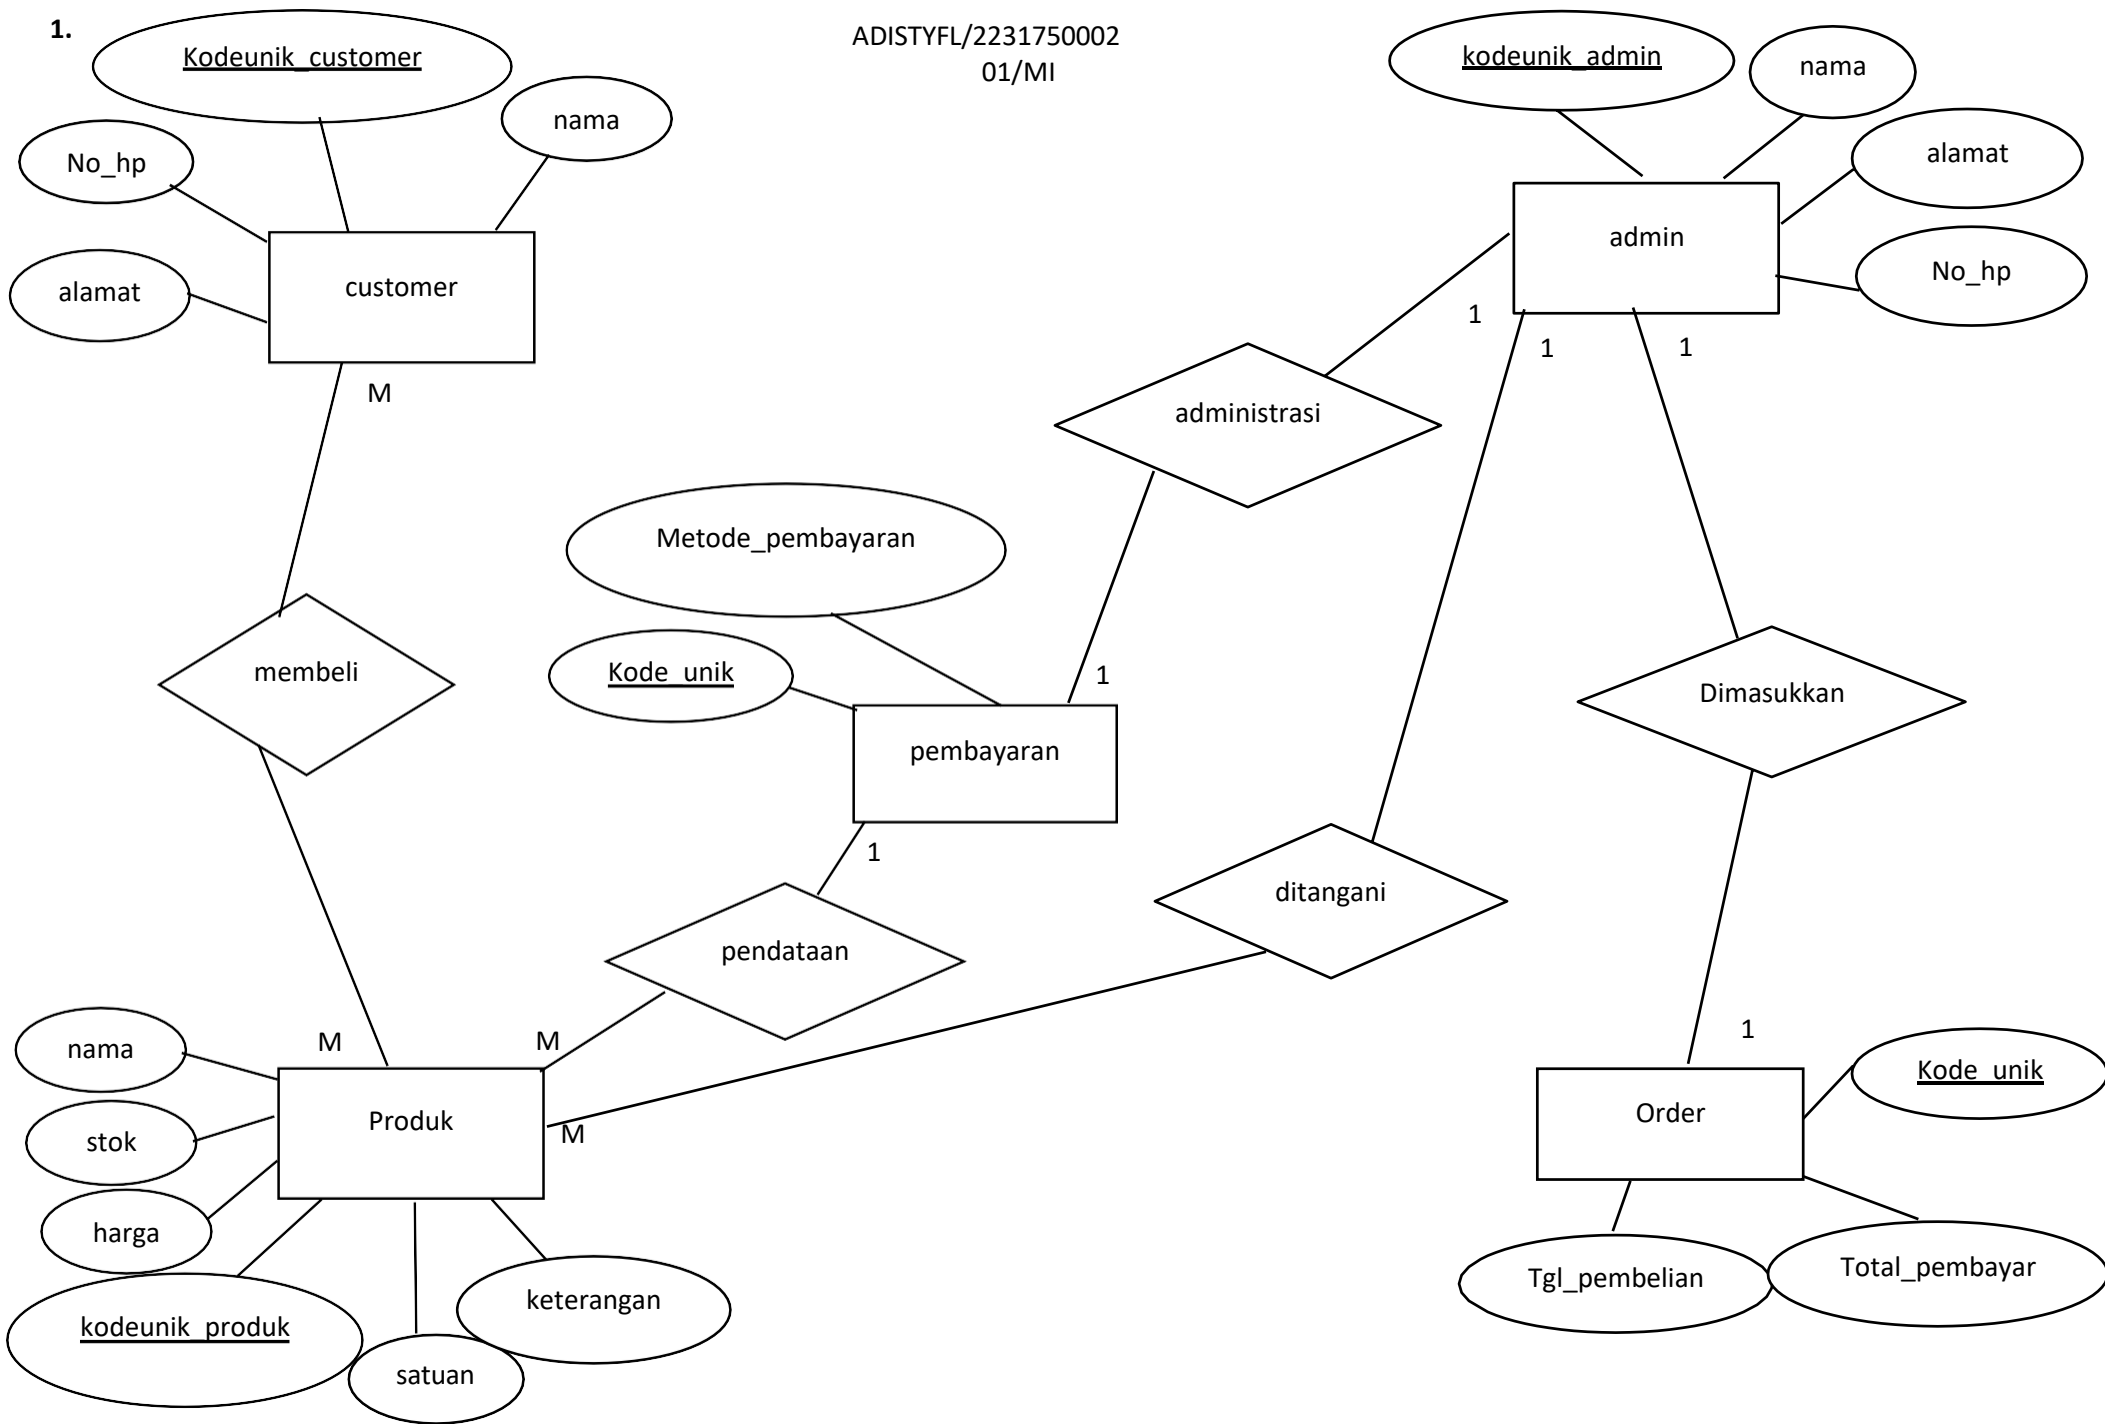 1.
ADISTYFL/2231750002
01/MI
Kodeunik_customer
nama
No_hp
alamat
customer
M
kodeunik_admin
nama
alamat
No_hp
admin
1
1
1
administrasi
Metode_pembayaran
Kode_unik
1
pembayaran
1
membeli
Dimasukkan
pendataan
ditangani
M
M
M
1
nama
stok
harga
kodeunik_produk
satuan
keterangan
Produk
Order
Kode_unik
Tgl_pembelian
Total_pembayar